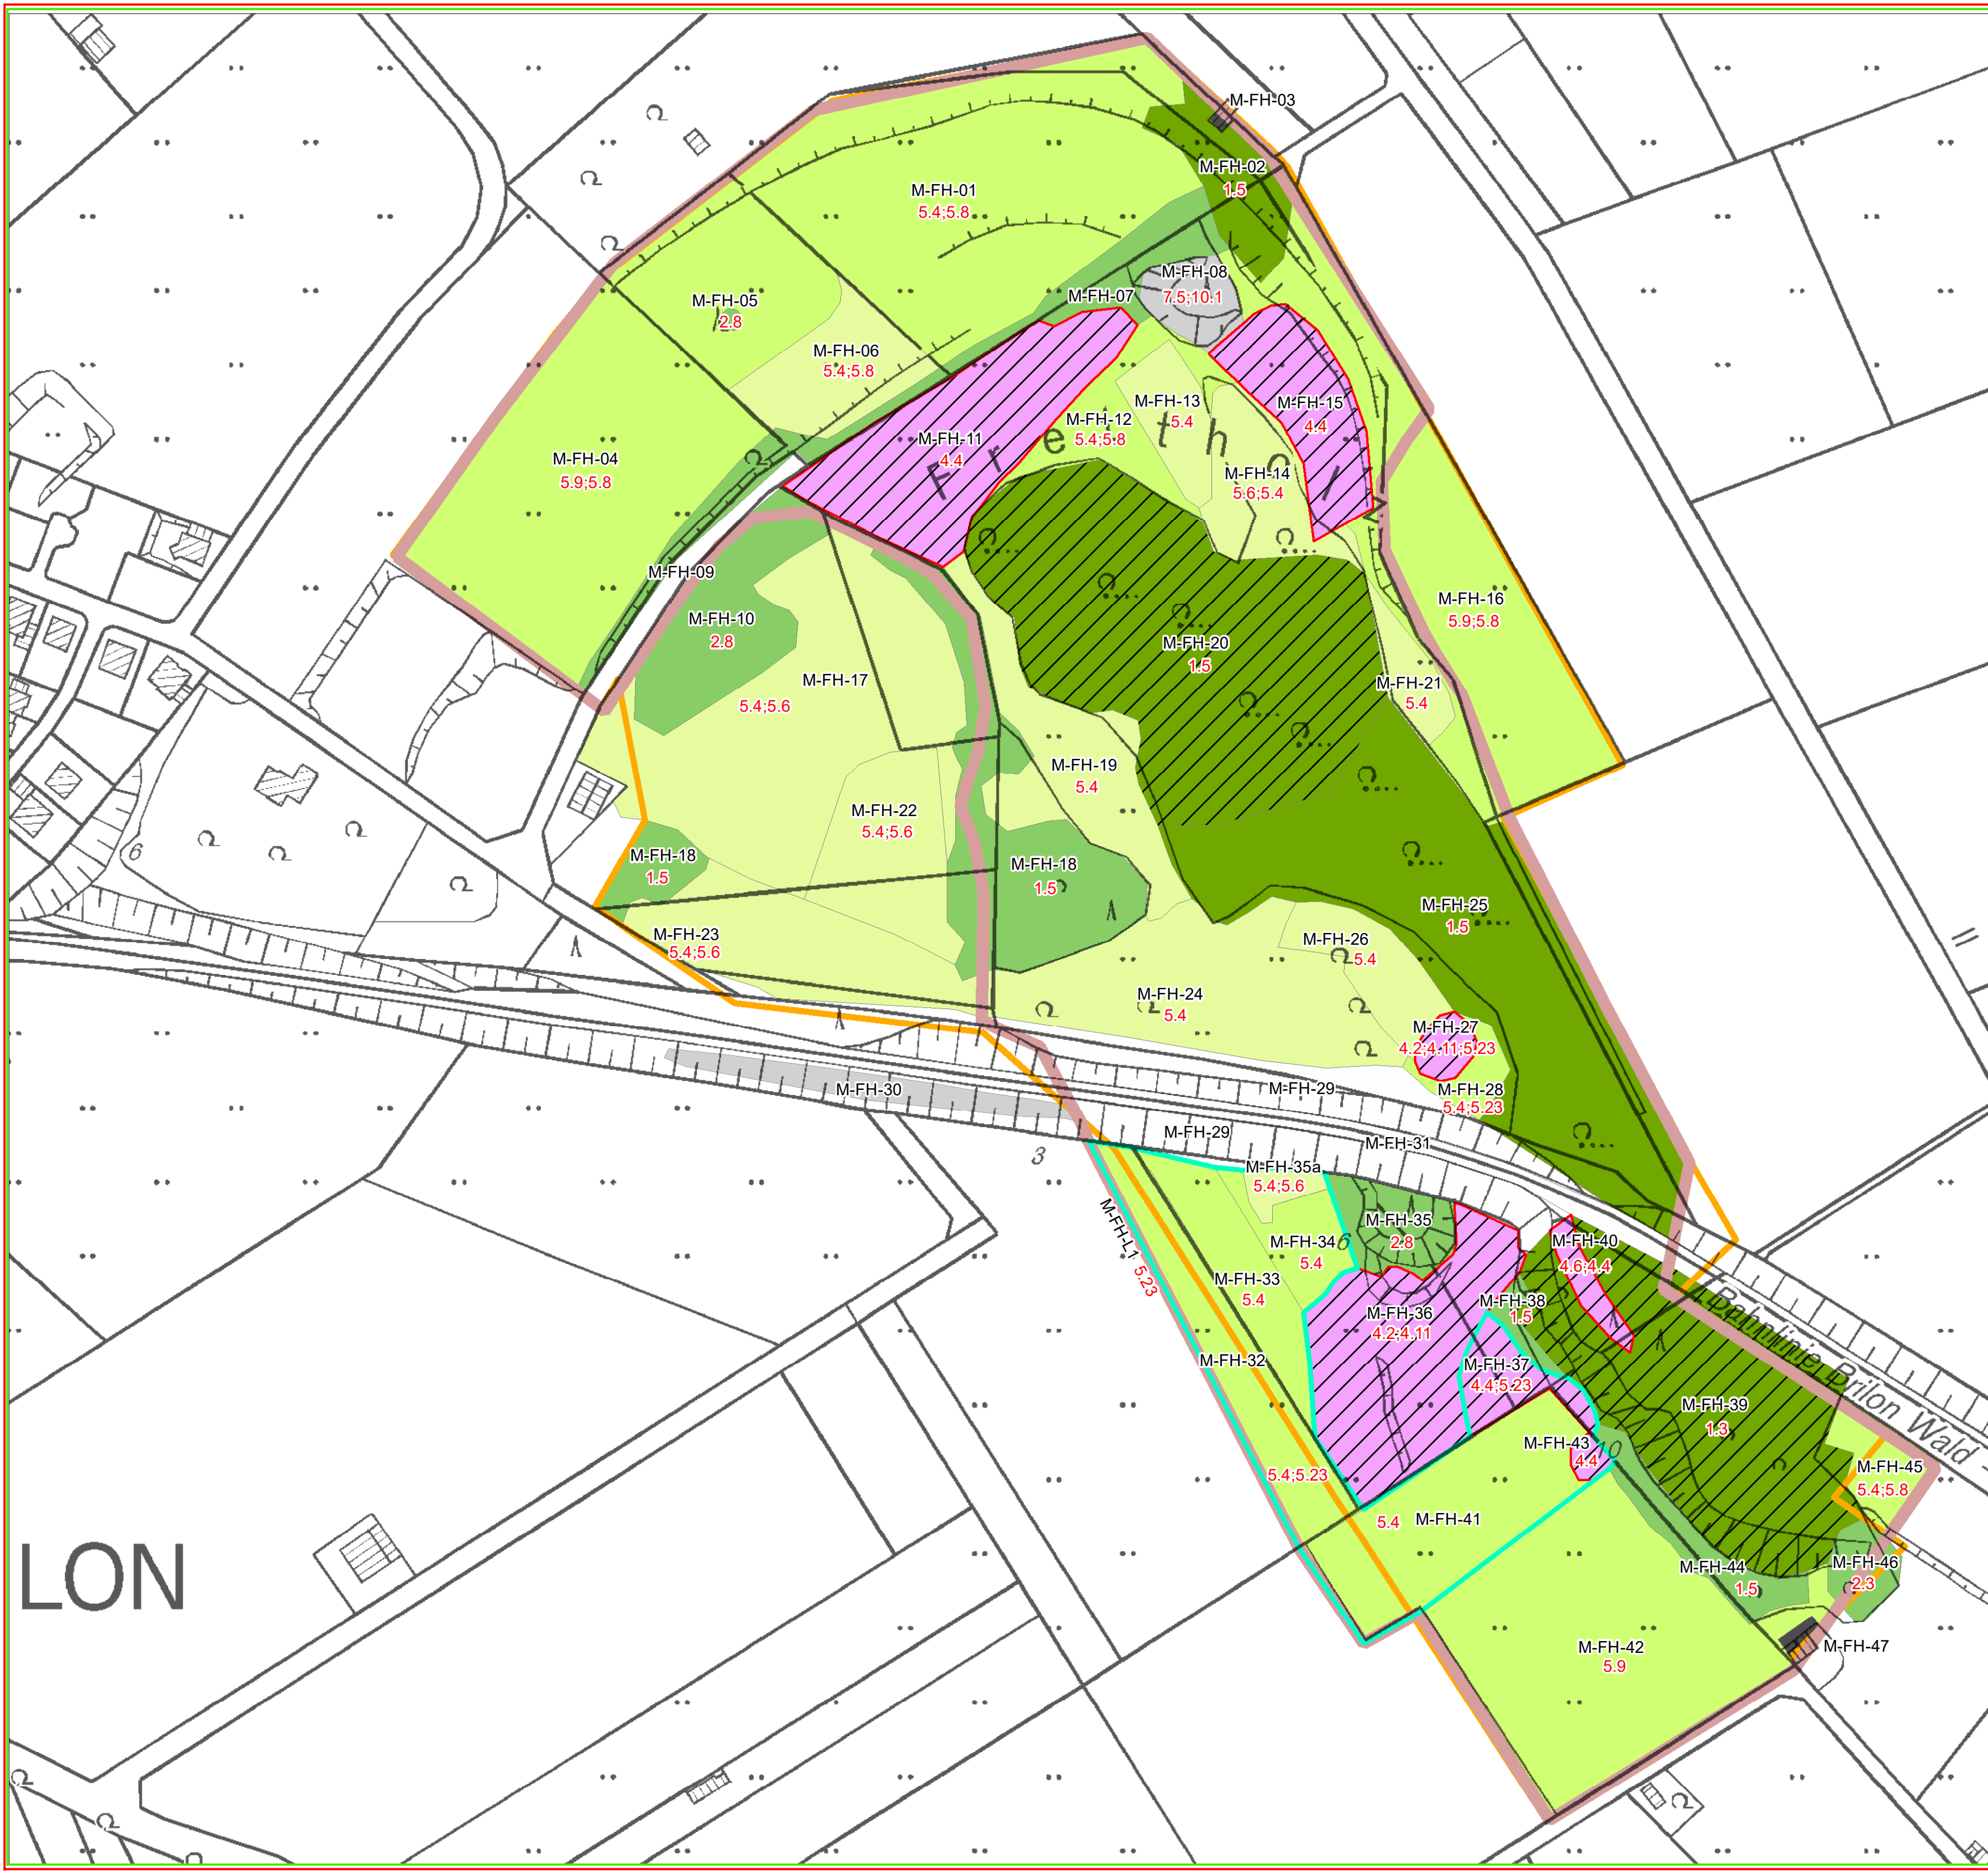 M-FH-03
M-FH-02
1.5
M-FH-01
5.4;5.8
M-FH-08
7.5;10.1
M-FH-07
M-FH-05
2.8
M-FH-06
5.4;5.8
M-FH-13
5.4
M-FH-15
4.4
M-FH-12
5.4;5.8
M-FH-11
4.4
Fretholz
M-FH-04
5.9;5.8
M-FH-14
5.6;5.4
M-FH-09
M-FH-10
2.8
M-FH-16
5.9;5.8
M-FH-20
1.5
M-FH-17
5.4;5.6
M-FH-21
5.4
M-FH-19
5.4
M-FH-22
5.4;5.6
M-FH-18
1.5
M-FH-18
1.5
6
M-FH-25
1.5
M-FH-23
5.4;5.6
M-FH-26
5.4
M-FH-24
5.4
M-FH-27
4.2;4.11;5.23
M-FH-30
M-FH-29
M-FH-28
5.4;5.23
M-FH-29
M-FH-31
3
M-FH-35a
5.4;5.6
M-FH-L1 5.23
M-FH-35
2.8
M-FH-34
5.4
6
M-FH-40
4.6;4.4
M-FH-33
5.4
M-FH-38
1.5
M-FH-36
4.2;4.11
Bahnlinie Brilon Wald -
M-FH-32
5.4;5.23
M-FH-37
4.4;5.23
M-FH-39
1.3
M-FH-43
4.4
10
M-FH-45
5.4;5.8
5.4 M-FH-41
M-FH-44
1.5
M-FH-46
2.3
LON
M-FH-42
5.9
M-FH-47